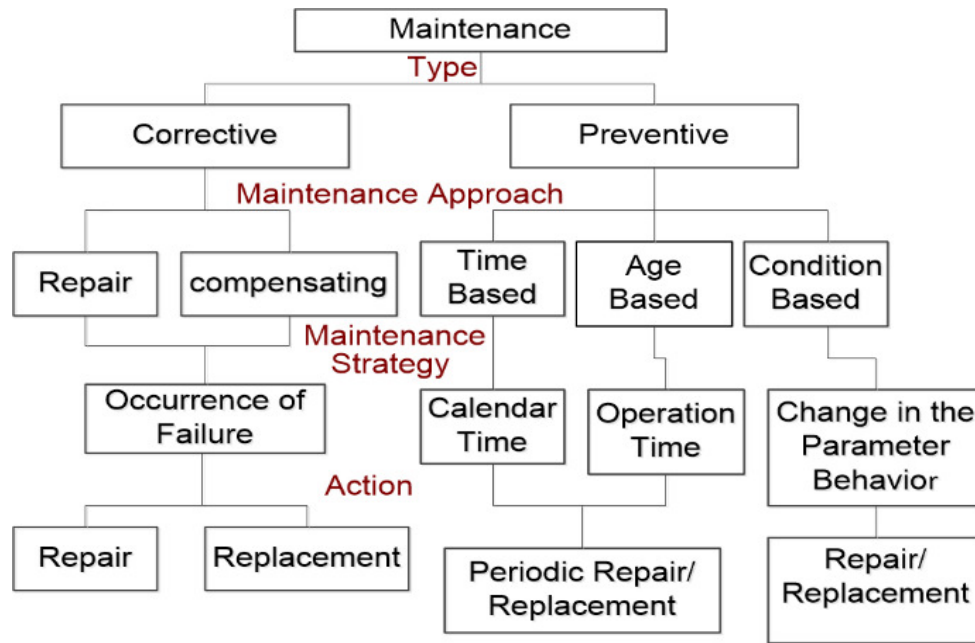 Maintenance
Type
Corrective
Preventive
Maintenance Approach
Repair
compensating
Time
Based
Age
Based
Condition
Based
Maintenance
Strategy
Occurrence of
Failure
Calendar
Time
Operation
Time
Change in the
Parameter
Behavior
Action
Repair
Replacement
Periodic Repair/
Replacement
Repair/
Replacement